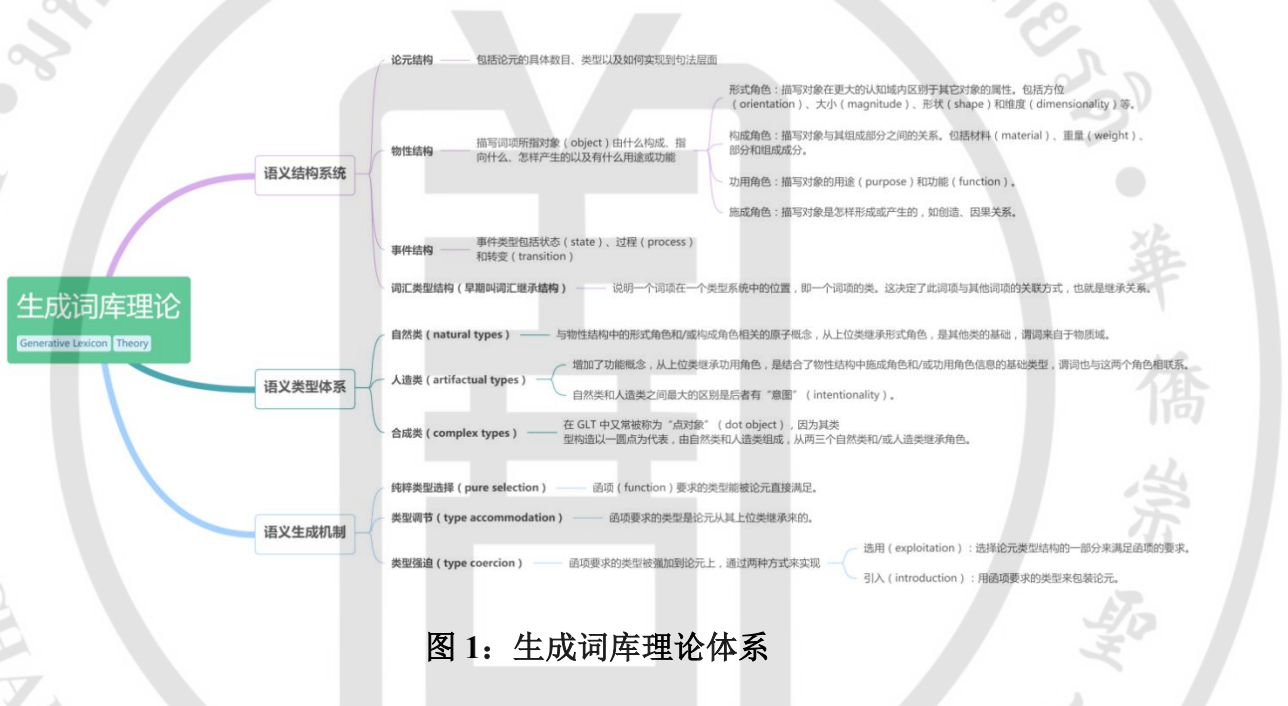 论元结构
包括论元的具体数目、类型以及如何实现到句法层面
形式角色：描写对象在更大的认知域内区别于其它对象的属性。包括方位
（orientation）、大小（magnitude）、形状（shape）和维度（dimensionality）等。
物性结构
描写词项所指对象（object）由什么构成、指
向什么、怎样产生的以及有什么用途或功能
构成角色：描写对象与其组成部分之间的关系。包括材料（material）、重量（weight）、
部分和组成成分。
功用角色：描写对象的用途（purpose）和功能（function）。
施成角色：描写对象是怎样形成或产生的，如创造、因果关系。
语义结构系统
事件结构
事件类型包括状态（state）、过程（process）
和转变（transition）
词汇类型结构（早期叫词汇继承结构）
说明一个词项在一个类型系统中的位置，即一个词项的类。这决定了此词项与其他词项的关联方式，也就是继承关系。
生成词库理论
Generative Lexicon Theory
自然类（natural types）
与物性结构中的形式角色和/或构成角色相关的原子概念，从上位类继承形式角色，是其他类的基础，谓词来自于物质域。
语义类型体系
人造类（artifactual types）
增加了功能概念，从上位类继承功用角色，是结合了物性结构中施成角色和/或功用角色信息的基础类型，谓词也与这两个角色相联系。
自然类和人造类之间最大的区别是后者有“意图”（intentionality）。
合成类（complex types）
在 GLT 中又常被称为“点对象”（dot object），因为其类
型构造以一圆点为代表，由自然类和人造类组成，从两三个自然类和/或人造类继承角色。
纯粹类型选择（pure selection）
函项（function）要求的类型能被论元直接满足。
语义生成机制
类型调节（type accommodation）
函项要求的类型是论元从其上位类继承来的。
类型强迫（type coercion）
函项要求的类型被强加到论元上，通过两种方式来实现
选用（exploitation）：选择论元类型结构的一部分来满足函项的要求。
引入（introduction）：用函项要求的类型来包装论元。
图 1：生成词库理论体系
華
僑
崇
聖